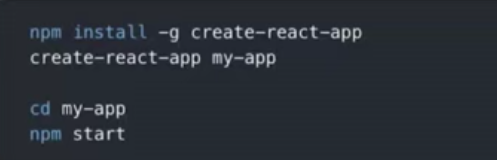 npm install -g create-react-app
create-react-app my-app
cd my-app
npm start